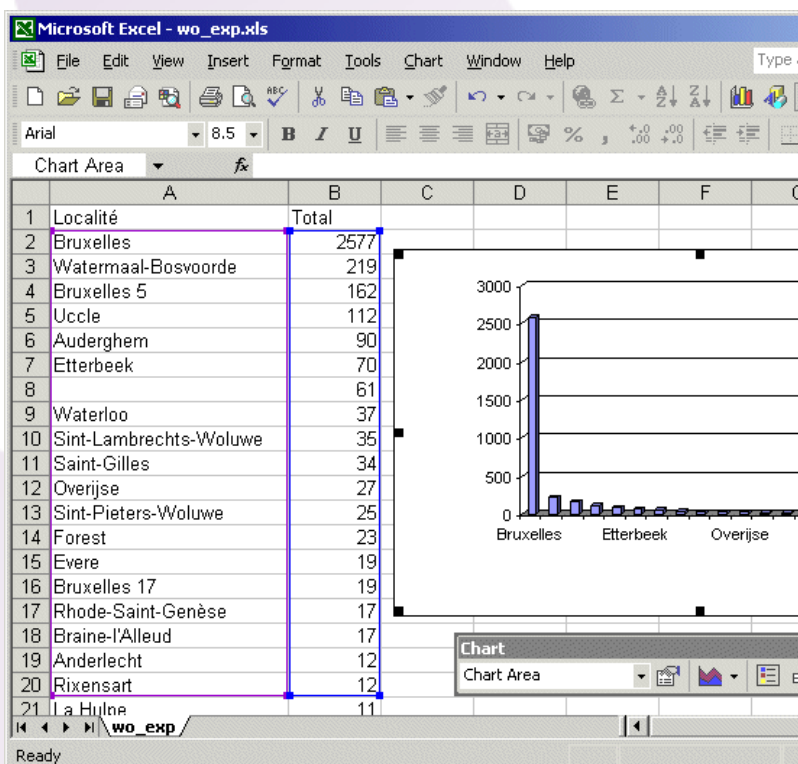 Microsoft Excel - wo_exp.xls
File Edit View Insert Format Tools Chart Window Help
Type
ABC Σ A Z Z A
Arial 8.5 B I U a % , .00 .00
Chart Area fx
A B C D E F
1 Localité Total
2 Bruxelles 2577
3 Watermaal-Bosvoorde 219
4 Bruxelles 5 162
5 Uccle 112
6 Auderghem 90
7 Etterbeek 70
8 61
9 Waterloo 37
10 Sint-Lambrechts-Woluwe 35
11 Saint-Gilles 34
12 Overijse 27
13 Sint-Pieters-Woluwe 25
14 Forest 23
15 Evere 19
16 Bruxelles 17 19
17 Rhode-Saint-Genèse 17
18 Braine-l'Alleud 17
19 Anderlecht 12
20 Rixensart 12
21 La Hulpe 11
3000
2500
2000
1500
1000
500
0
Bruxelles Etterbeek Overijse
Chart
Chart Area
wo_exp
Ready